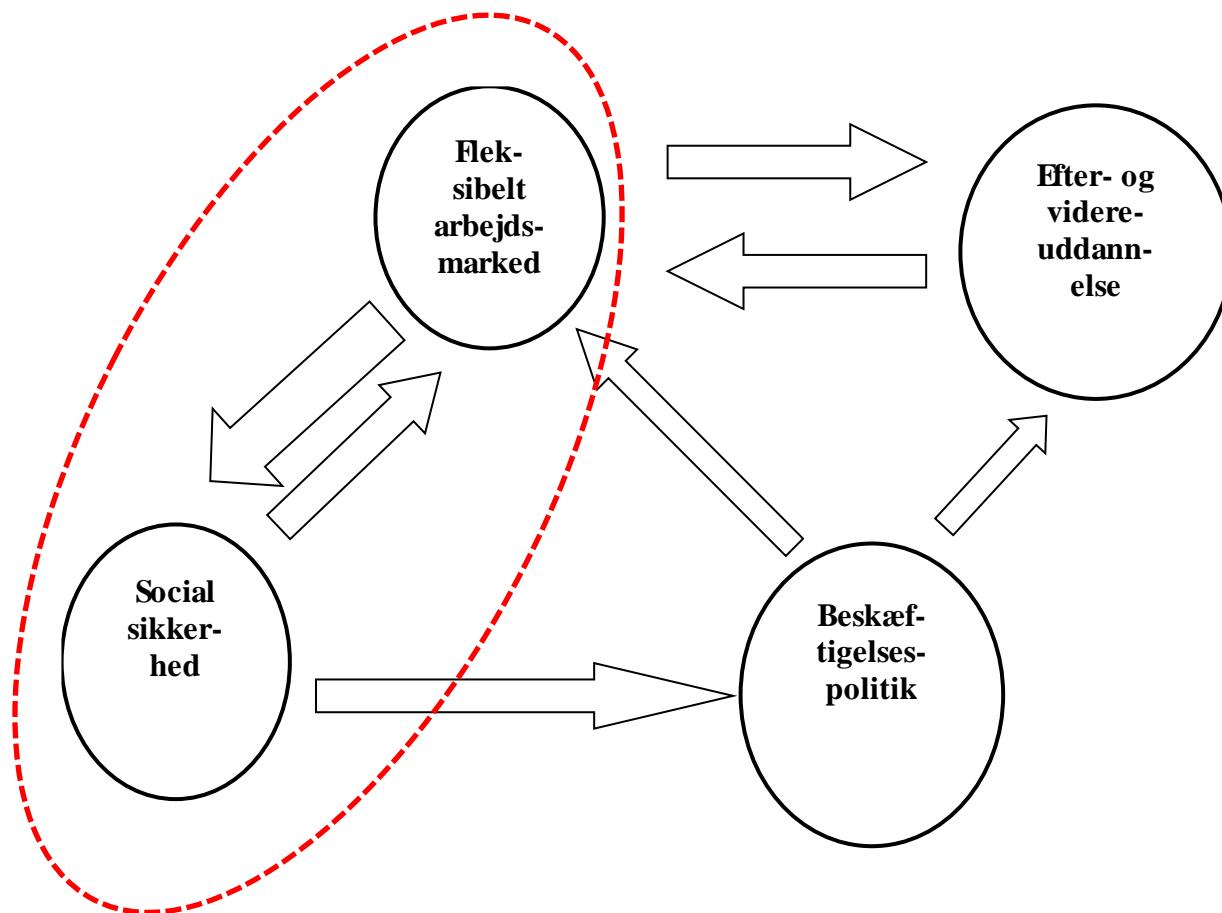 Flek-
sibelt
arbejds-
marked
Efter- og
videre-
uddann-
else
Social
sikker-
hed
Beskæf-
tigelses-
politik